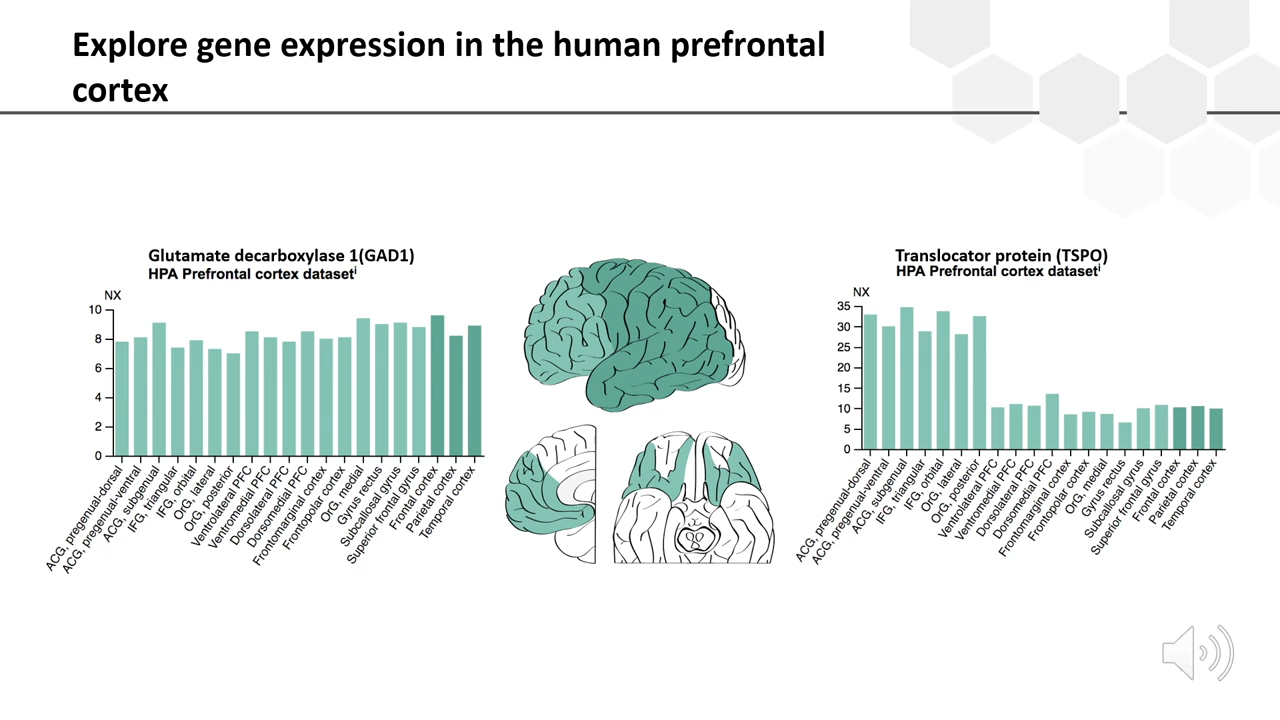 Explore gene expression in the human prefrontal
cortex
Glutamate decarboxylase 1(GAD1)
HPA Prefrontal cortex datasetⁱ
NX
10
8
6
4
2
0
ACG, pregenual-dorsal
ACG, pregenual-ventral
ACG, subgenual
IFG, triangular
IFG, orbital
OrG, lateral
OrG, posterior
Ventrolateral PFC
Ventromedial PFC
Dorsolateral PFC
Dorsomedial PFC
Frontomarginal cortex
Frontopolar cortex
OrG, medial
Gyrus rectus
Subcallosal gyrus
Superior frontal gyrus
Frontal cortex
Parietal cortex
Temporal cortex
Translocator protein (TSPO)
HPA Prefrontal cortex datasetⁱ
NX
35
30
25
20
15
10
5
0
ACG, pregenual-dorsal
ACG, pregenual-ventral
ACG, subgenual
IFG, triangular
IFG, orbital
OrG, lateral
OrG, posterior
Ventrolateral PFC
Ventromedial PFC
Dorsolateral PFC
Dorsomedial PFC
Frontomarginal cortex
Frontopolar cortex
OrG, medial
Gyrus rectus
Subcallosal gyrus
Superior frontal gyrus
Frontal cortex
Parietal cortex
Temporal cortex